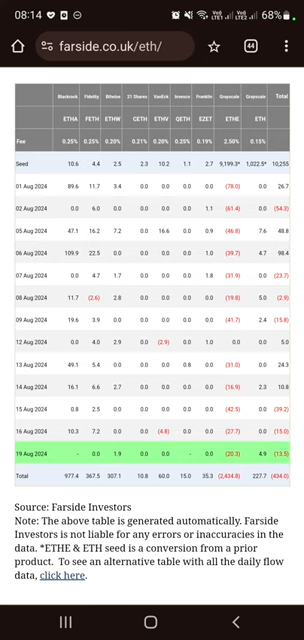 08:14
Vo) LTE1 Vo) LTE2 68%
farside.co.uk/eth/ 44
Blackrock Fidelity Bitwise 21 Shares VanEck Invesco Franklin Grayscale Grayscale Total
ETHA FETH ETHW CETH ETHV QETH EZET ETHE ETH
Fee 0.25% 0.25% 0.20% 0.21% 0.20% 0.25% 0.19% 2.50% 0.15%
Seed 10.6 4.4 2.5 2.3 10.2 1.1 2.7 9,199.3* 1,022.5* 10,255
01 Aug 2024 89.6 11.7 3.4 0.0 0.0 0.0 0.0 (78.0) 0.0 26.7
02 Aug 2024 0.0 6.0 0.0 0.0 0.0 0.0 1.1 (61.4) 0.0 (54.3)
05 Aug 2024 47.1 16.2 7.2 0.0 16.6 0.0 0.9 (46.8) 7.6 48.8
06 Aug 2024 109.9 22.5 0.0 0.0 0.0 0.0 1.0 (39.7) 4.7 98.4
07 Aug 2024 0.0 4.7 1.7 0.0 0.0 0.0 1.8 (31.9) 0.0 (23.7)
08 Aug 2024 11.7 (2.6) 2.8 0.0 0.0 0.0 0.0 (19.8) 5.0 (2.9)
09 Aug 2024 19.6 3.9 0.0 0.0 0.0 0.0 0.0 (41.7) 2.4 (15.8)
12 Aug 2024 0.0 4.0 2.9 0.0 (2.9) 0.0 1.0 0.0 0.0 5.0
13 Aug 2024 49.1 5.4 0.0 0.0 0.0 0.8 0.0 (31.0) 0.0 24.3
14 Aug 2024 16.1 6.6 2.7 0.0 0.0 0.0 0.0 (16.9) 2.3 10.8
15 Aug 2024 0.8 2.5 0.0 0.0 0.0 0.0 0.0 (42.5) 0.0 (39.2)
16 Aug 2024 10.3 7.2 0.0 0.0 (4.8) 0.0 0.0 (27.7) 0.0 (15.0)
19 Aug 2024 - 0.0 1.9 0.0 0.0 - 0.0 (20.3) 4.9 (13.5)
Total 977.4 367.5 307.1 10.8 60.0 15.0 35.3 (2,434.8) 227.7 (434.0)
Source: Farside Investors
Note: The above table is generated automatically. Farside
Investors is not liable for any errors or inaccuracies in the
data. *ETHE & ETH seed is a conversion from a prior
product. To see an alternative table with all the daily flow
data, click here.